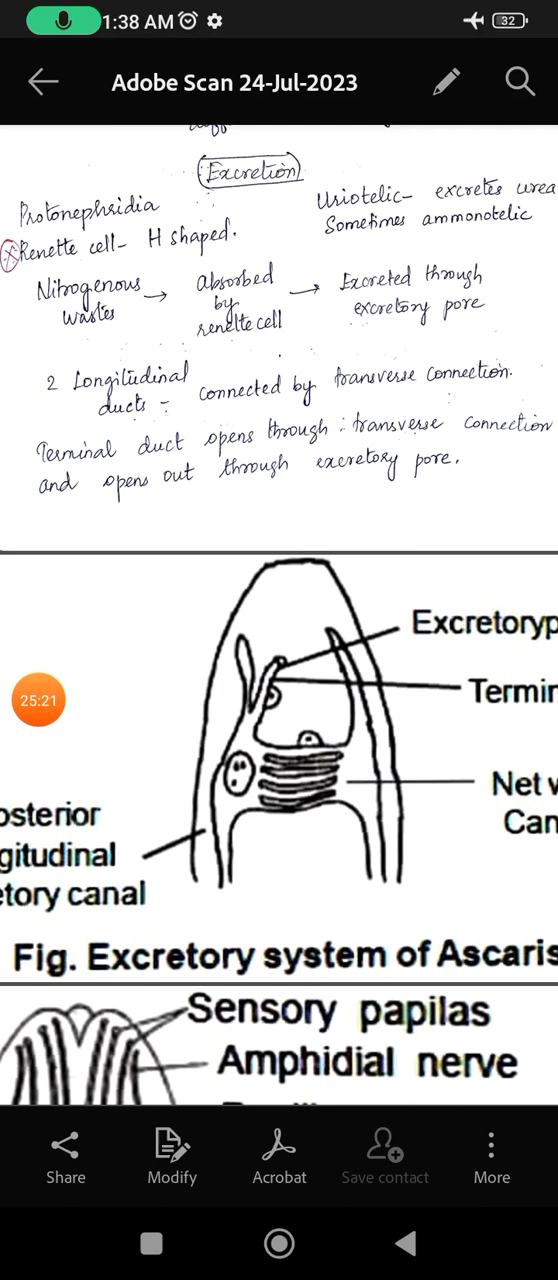 1:38 AM
32
Adobe Scan 24-Jul-2023
Excretion
Protonephridia
Uriotelic- excretes urea
Renette cell- H shaped.
Sometimes ammonotelic
Nitrogenous wastes → absorbed by renette cell → Excreted through excretory pore
2 Longitudinal ducts - connected by transverse connection.
Terminal duct opens through: transverse connection
and opens out through excretory pore.
Excretoryp
Termin
25:21
Net w
Can
osterior
gitudinal
etory canal
Fig. Excretory system of Ascaris
Sensory papilas
Amphidial nerve
Share
Modify
Acrobat
Save contact
More